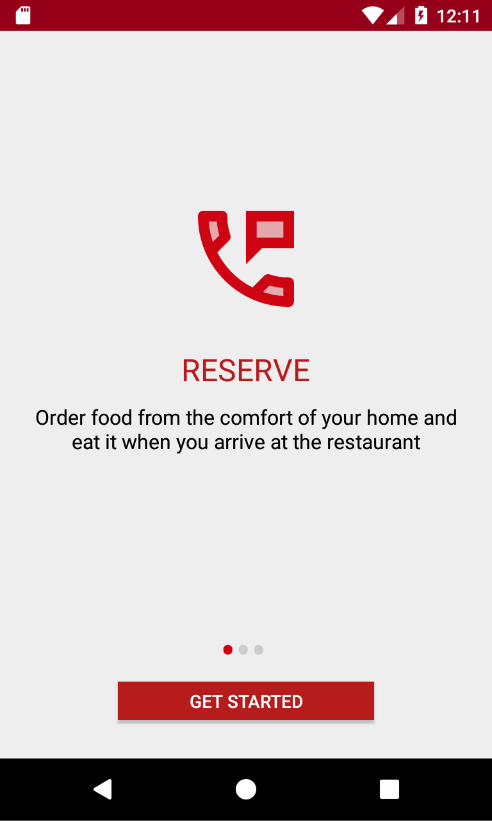 12:11
RESERVE
Order food from the comfort of your home and
eat it when you arrive at the restaurant
GET STARTED